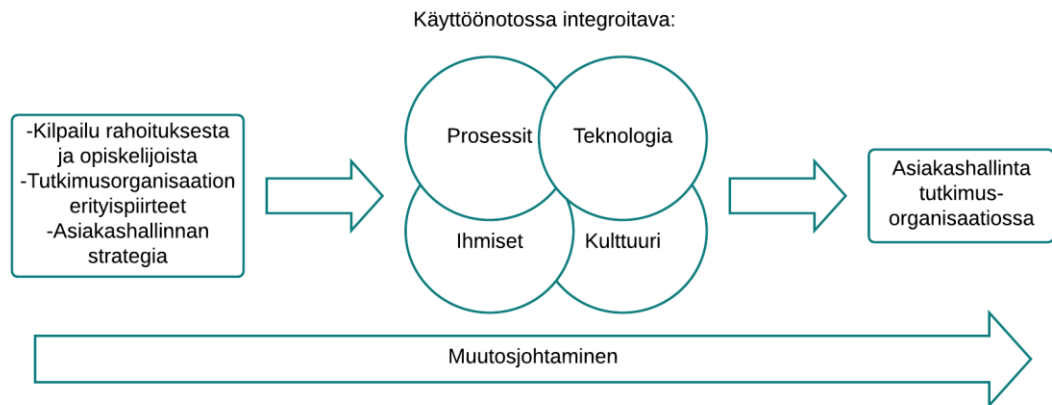 Käyttöönotossa integroitava:
-Kilpailu rahoituksesta
ja opiskelijoista
-Tutkimusorganisaation
erityispiirteet
-Asiakashallinnan
strategia
Prosessit
Teknologia
Ihmiset
Kulttuuri
Asiakashallinta
tutkimus-
organisaatiossa
Muutosjohtaminen